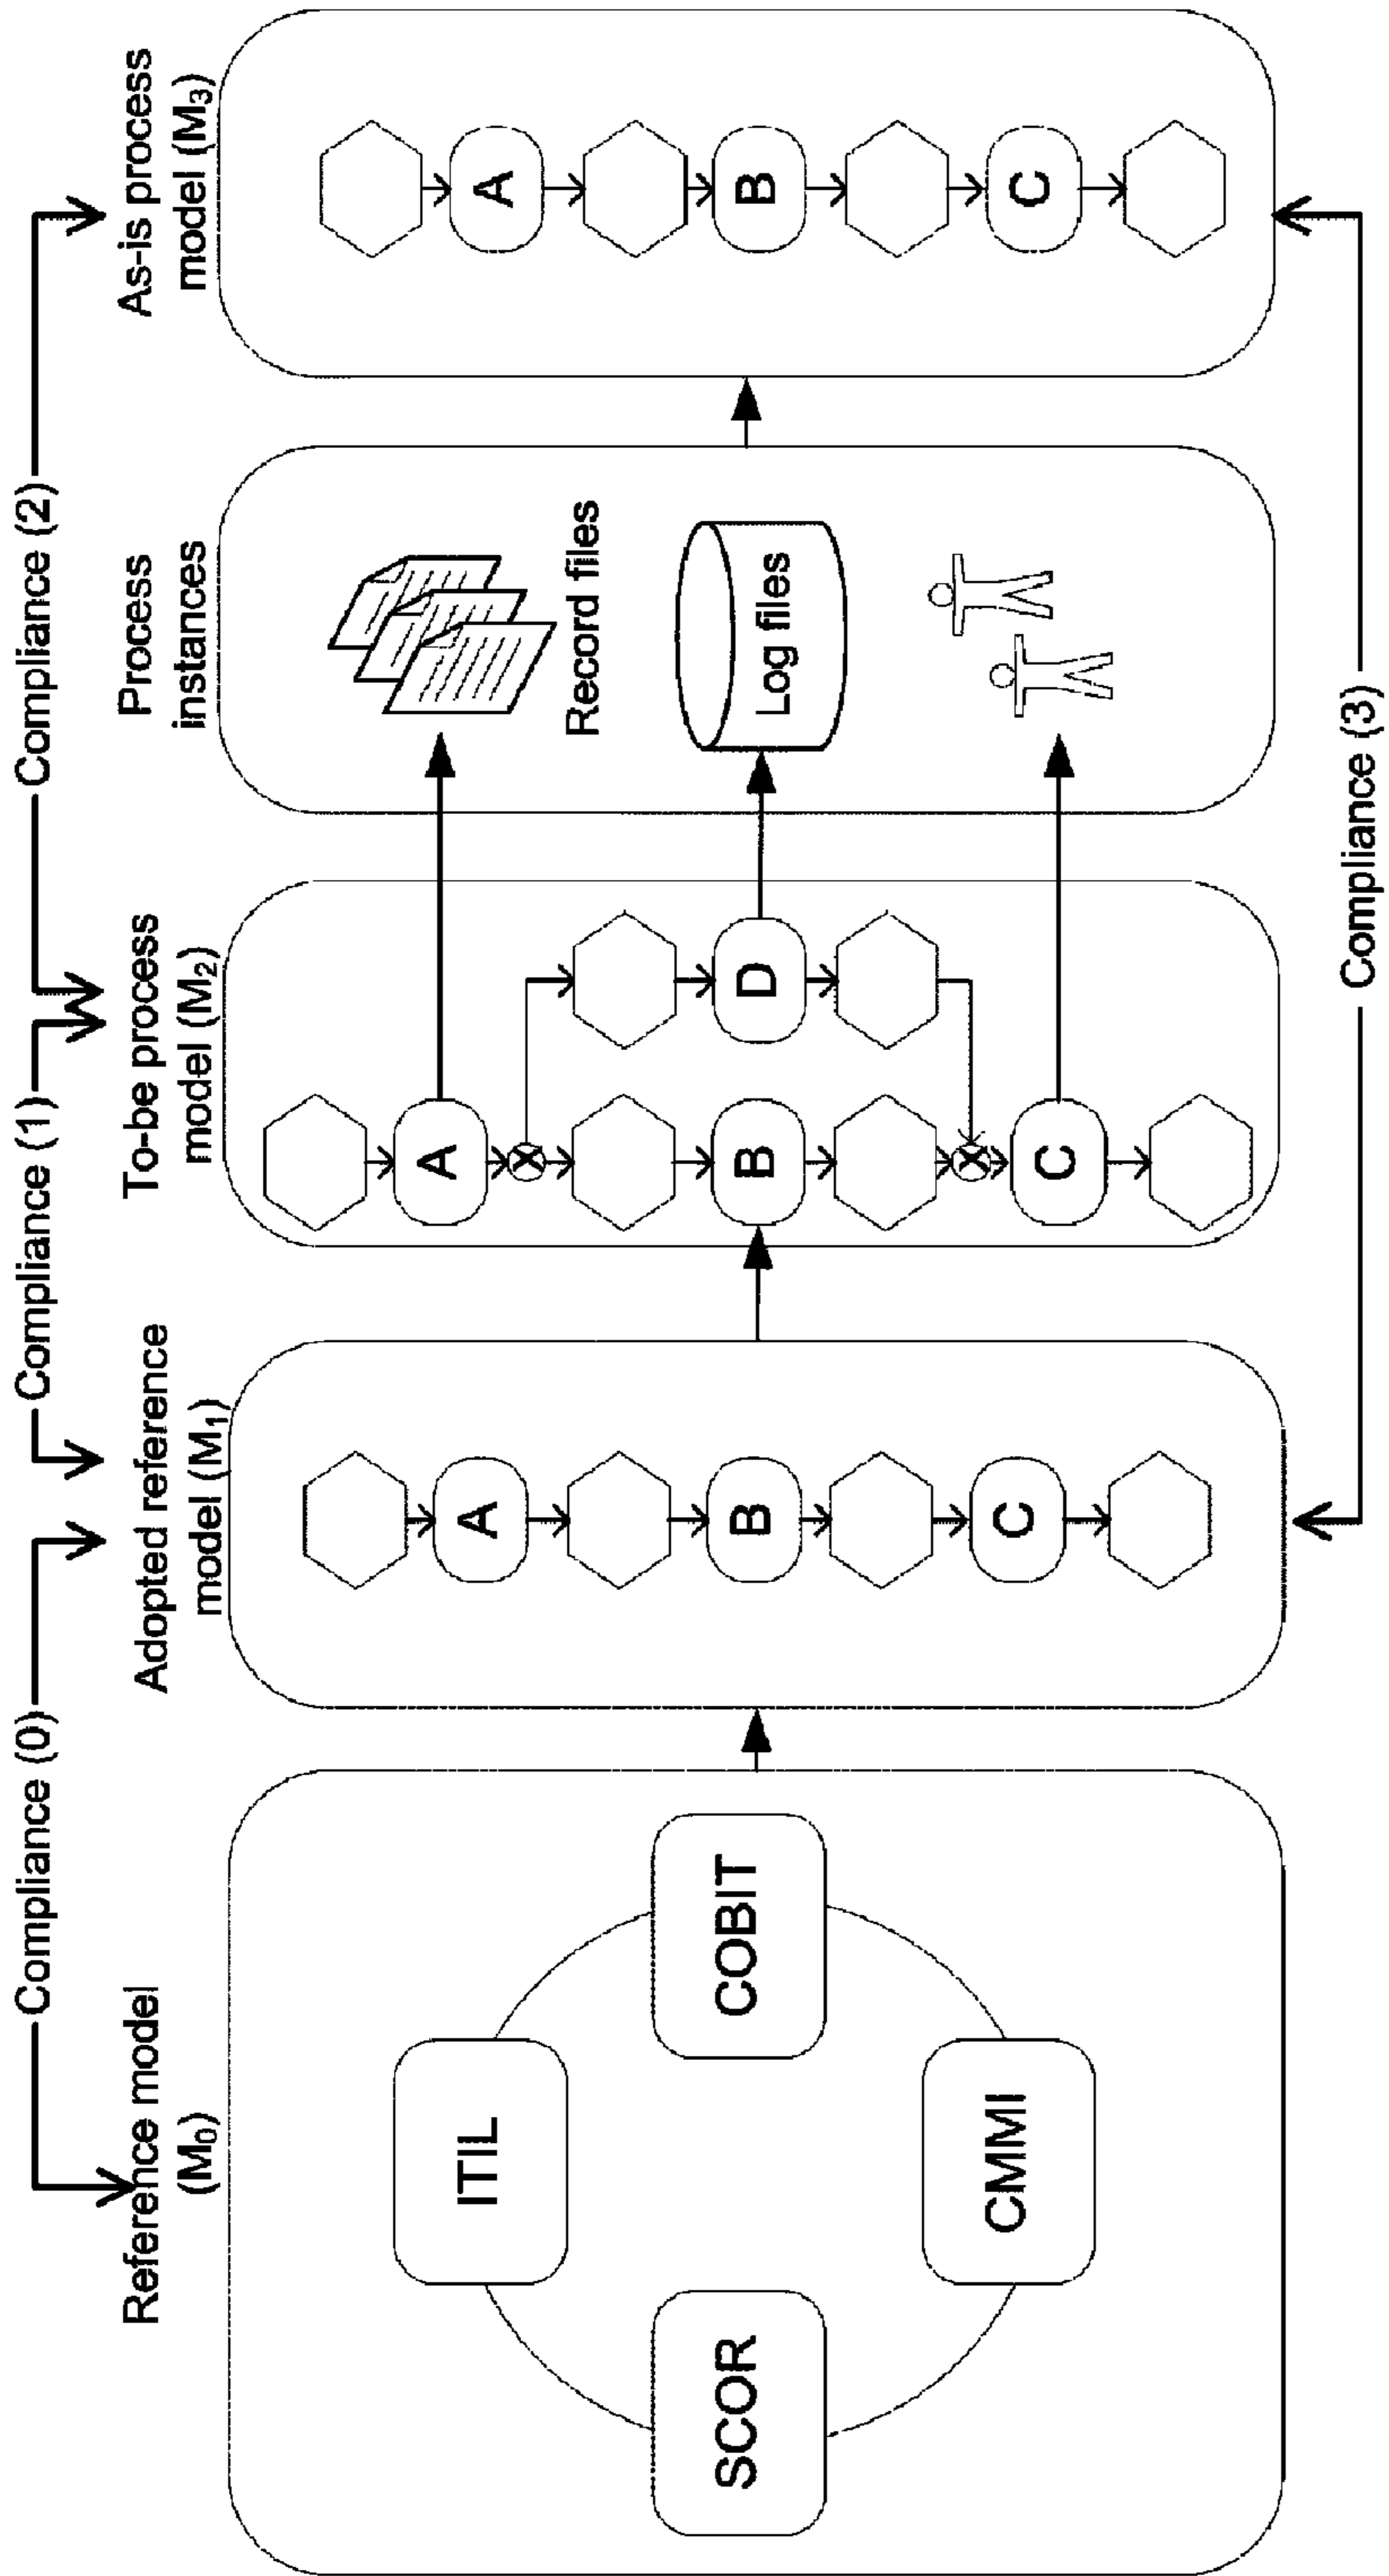 Compliance (0)
Compliance (1)
Compliance (2)
Reference model
(M₀)
Adopted reference
model (M₁)
To-be process
model (M₂)
Process
instances
As-is process
model (M₃)
ITIL
SCOR
COBIT
CMMI
A
B
C
A
X
B
D
X
C
Record files
Log files
A
B
C
Compliance (3)